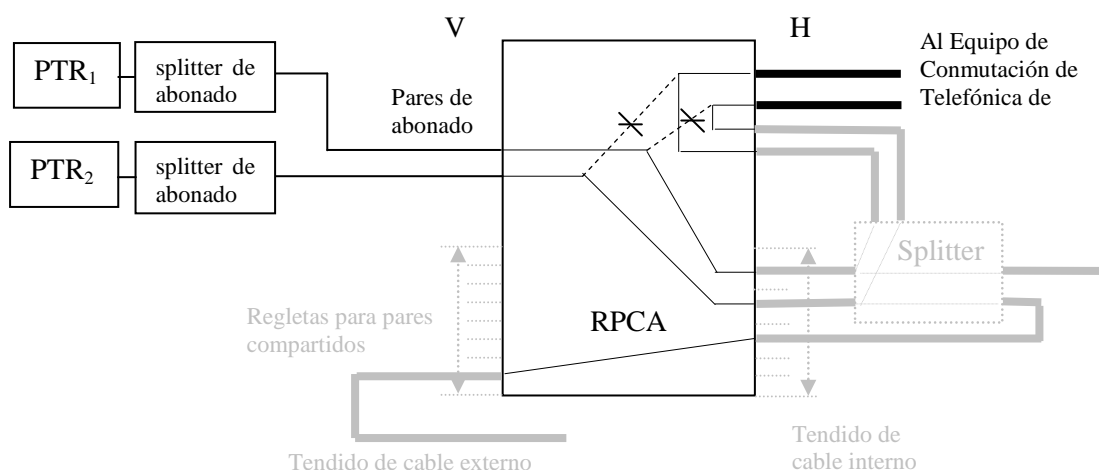 V
H
PTR1
splitter de
abonado
Pares de
abonado
Al Equipo de
Conmutación de
Telefónica de
PTR2
splitter de
abonado
Splitter
Regletas para pares
compartidos
RPCA
Tendido de cable externo
Tendido de
cable interno